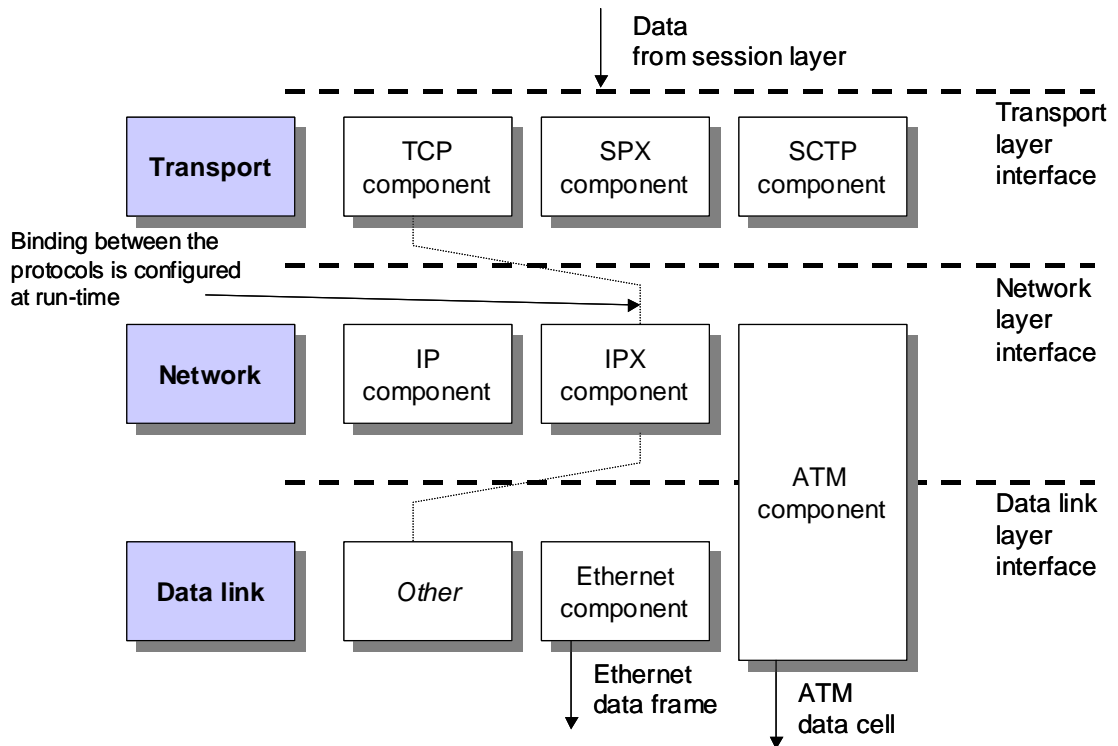 Data
from session layer
Transport
layer
interface
Transport
TCP
component
SPX
component
SCTP
component
Binding between the
protocols is configured
at run-time
Network
layer
interface
Network
IP
component
IPX
component
ATM
component
Data link
layer
interface
Data link
Other
Ethernet
component
Ethernet
data frame
ATM
data cell